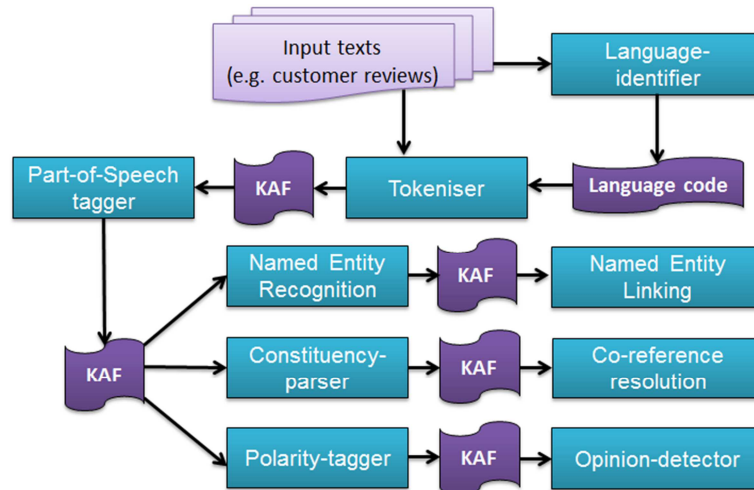 Input texts
(e.g. customer reviews)
Language-
identifier
Part-of-Speech
tagger
KAF
Tokeniser
Language code
Named Entity
Recognition
KAF
Named Entity
Linking
KAF
Constituency-
parser
KAF
Co-reference
resolution
Polarity-tagger
KAF
Opinion-detector